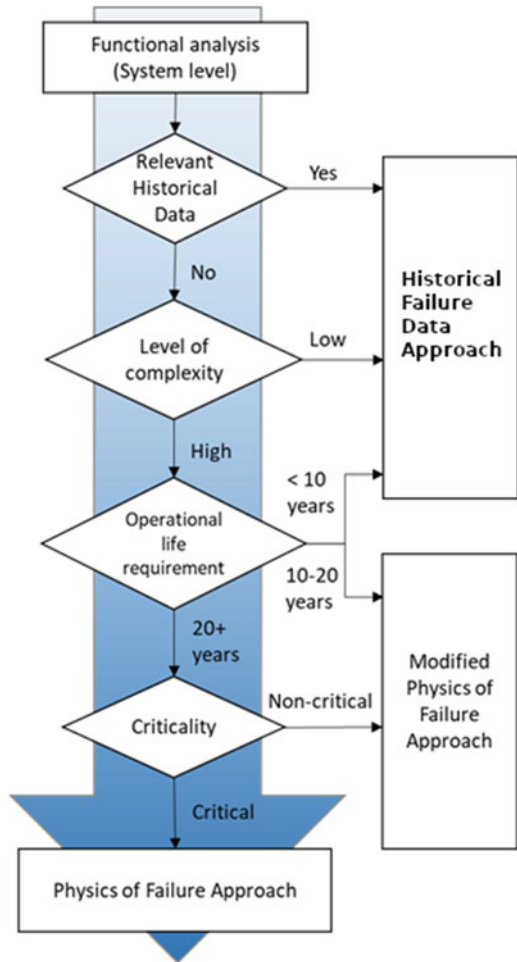 Functional analysis
(System level)
Relevant
Historical
Data
Yes
No
Historical
Failure
Data
Approach
Level of
complexity
Low
High
< 10
years
Operational
life
requirement
10-20
years
20+
years
Modified
Physics of
Failure
Approach
Criticality
Non-critical
Critical
Physics of Failure Approach